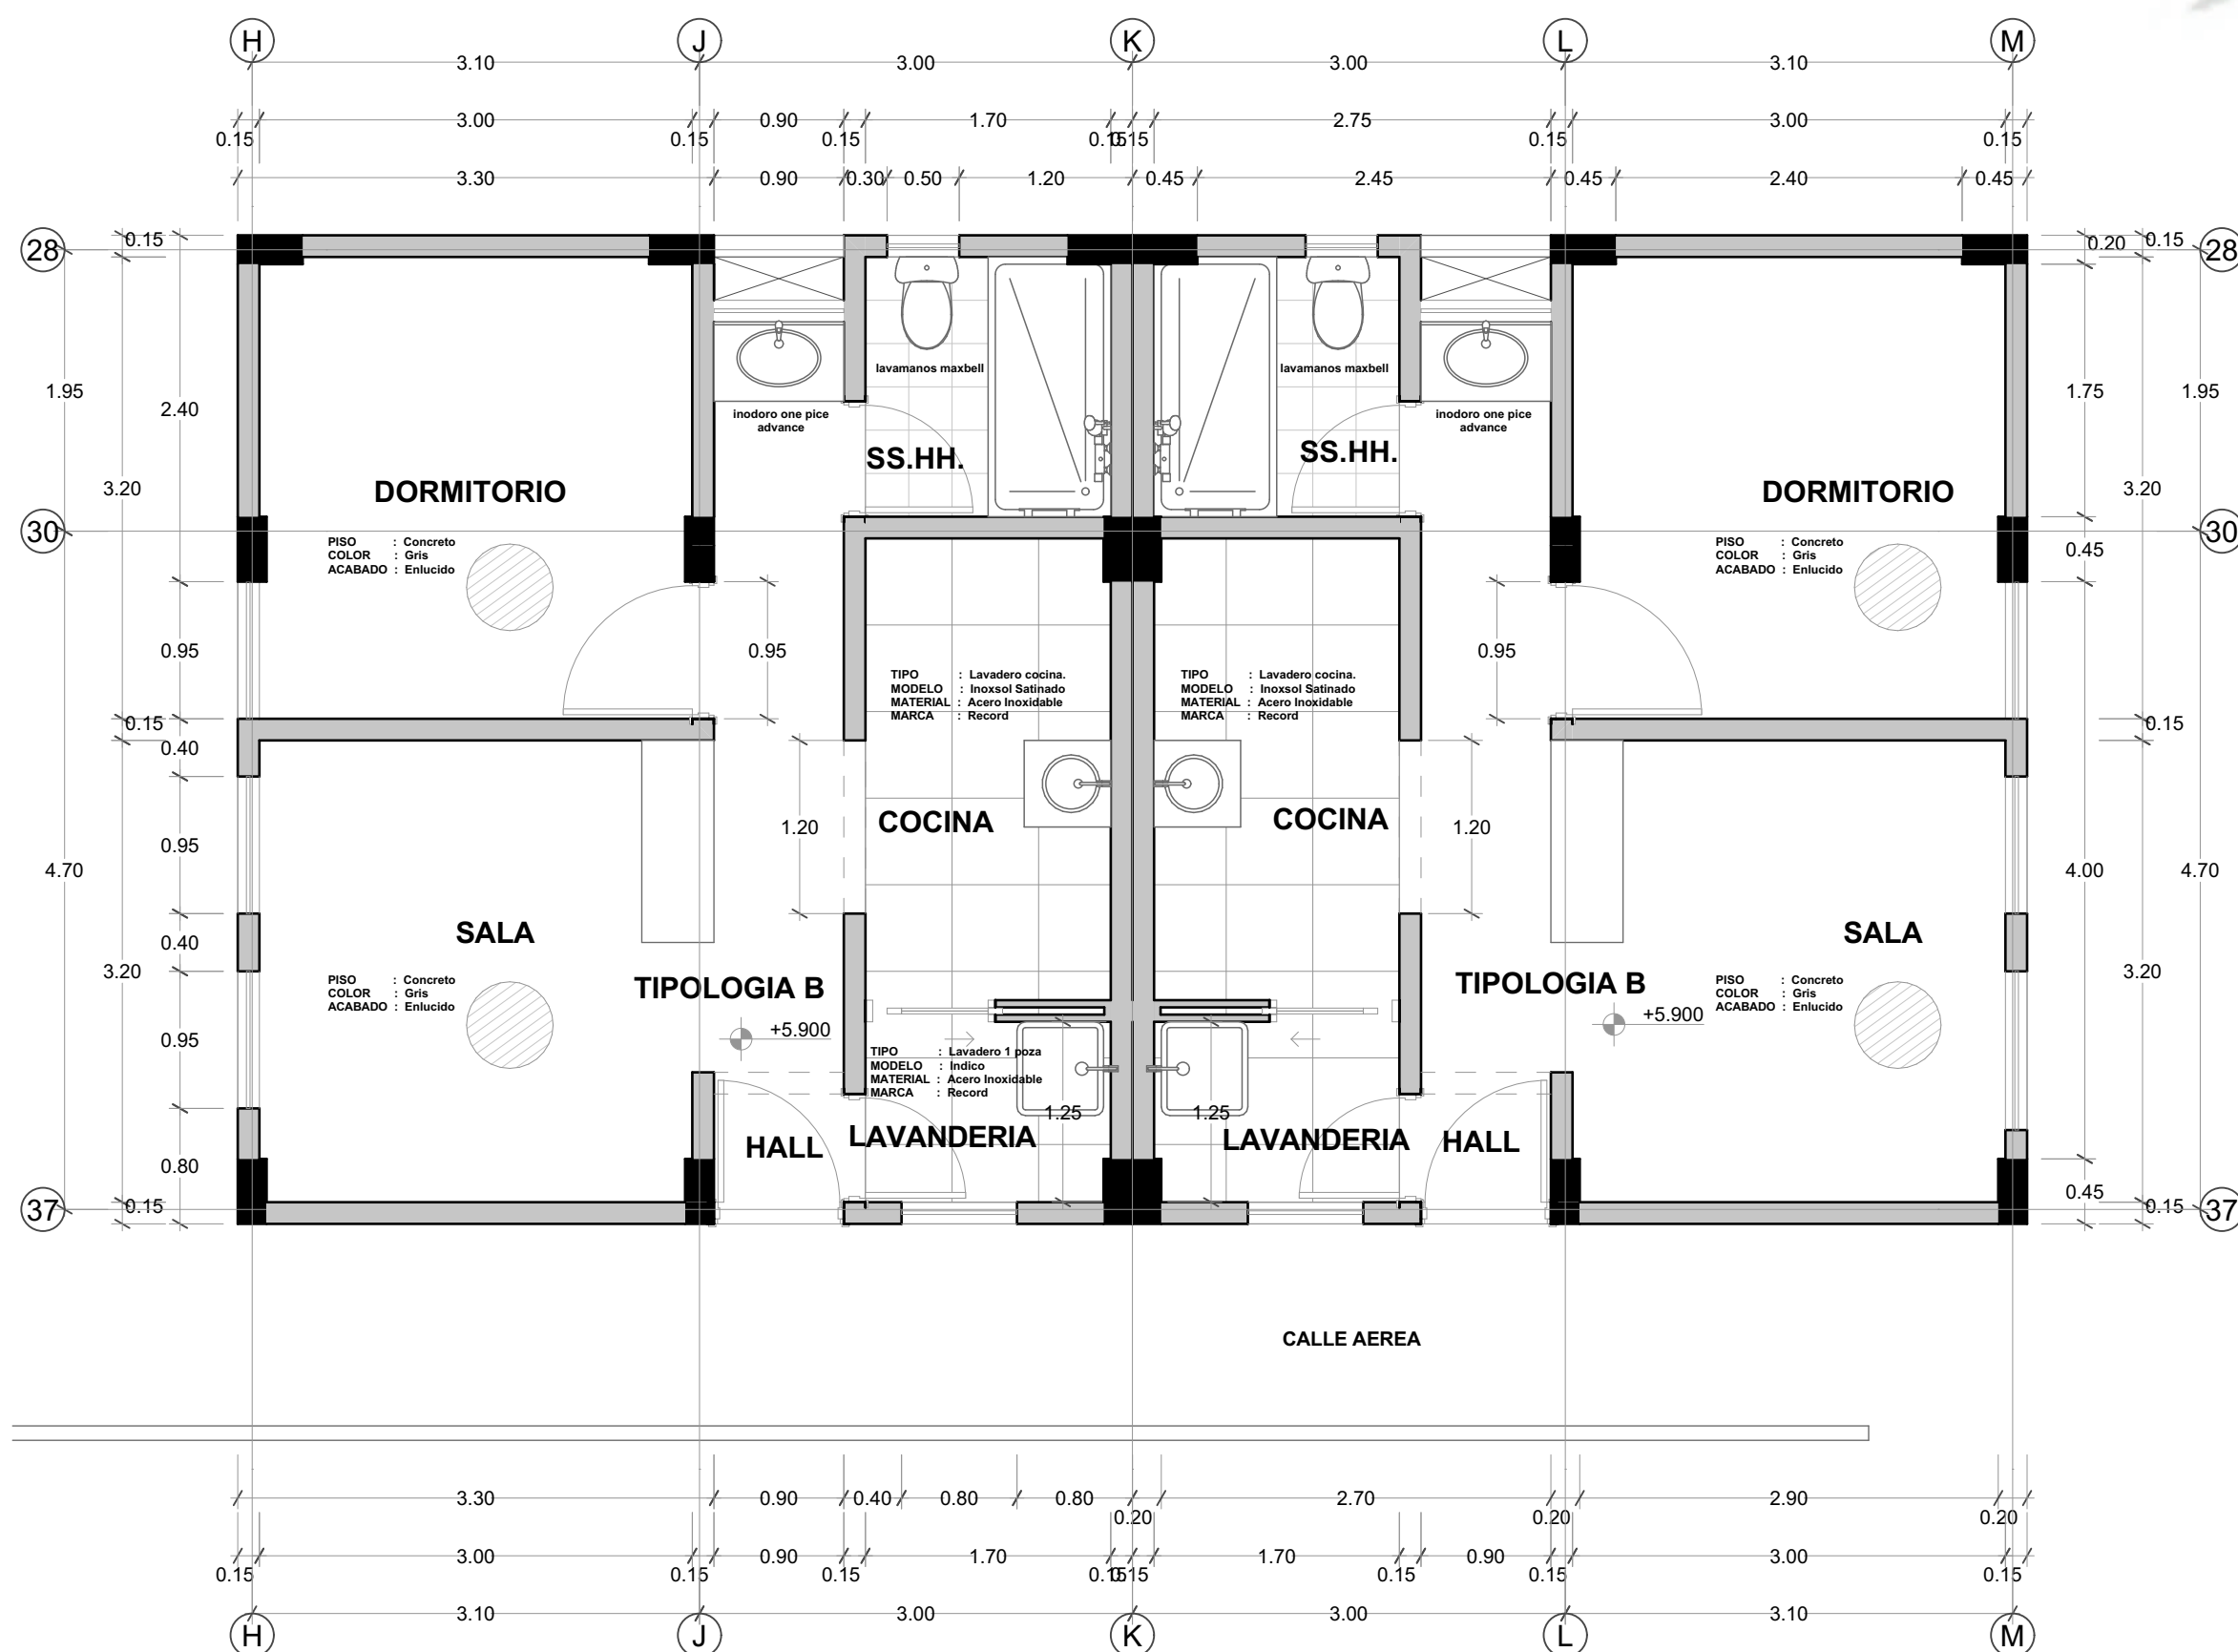 H J K L M
3.10 3.00 3.00 3.10
0.15 3.00 0.15 0.90 0.15 1.70 0.15 0.15 2.75 0.15 3.00 0.15
3.30 0.90 0.30 0.50 1.20 0.45 2.45 0.45 2.40 0.45
28 0.15 0.20 0.15 28
lavamanos maxbell lavamanos maxbell
1.95 2.40 1.75 1.95
inodoro one pice inodoro one pice
advance advance
SS.HH. SS.HH.
3.20 DORMITORIO DORMITORIO 3.20
30 30
PISO : Concreto PISO : Concreto 0.45
COLOR : Gris COLOR : Gris
ACABADO : Enlucido ACABADO : Enlucido
0.95 0.95 0.95
TIPO : Lavadero cocina. TIPO : Lavadero cocina.
MODELO : Inoxsol Satinado MODELO : Inoxsol Satinado
MATERIAL : Acero Inoxidable MATERIAL : Acero Inoxidable
MARCA : Record MARCA : Record
0.15 0.15
0.40
COCINA COCINA
0.95 1.20 1.20
4.70 4.00 4.70
SALA SALA
0.40
3.20 3.20
TIPOLOGIA B TIPOLOGIA B
PISO : Concreto PISO : Concreto
COLOR : Gris COLOR : Gris
ACABADO : Enlucido ACABADO : Enlucido
+5.900 +5.900
0.95
TIPO : Lavadero 1 poza
MODELO : Indico
MATERIAL : Acero Inoxidable
MARCA : Record
1.25 1.25
HALL LAVANDERIA LAVANDERIA HALL
0.80 0.45
37 0.15 0.15 37
CALLE AEREA
3.30 0.90 0.40 0.80 0.80 0.20 2.70 0.20 2.90 0.20
0.15 3.00 0.15 0.90 0.15 1.70 0.15 0.15 1.70 0.15 0.90 0.15 3.00 0.15
3.10 3.00 3.00 3.10
H J K L M